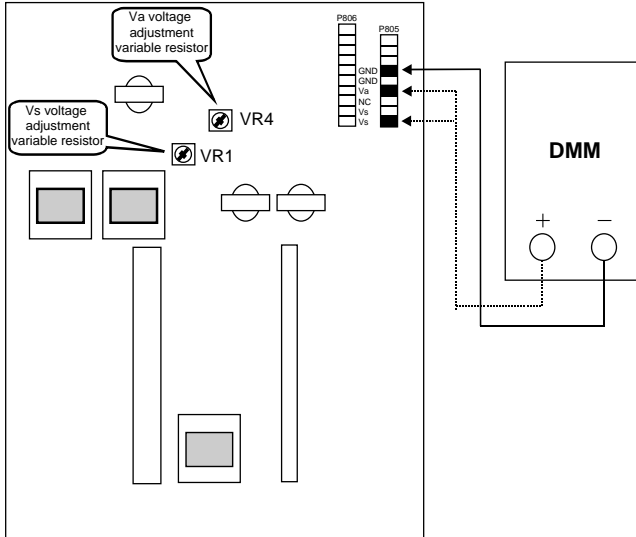 Va voltage
adjustment
variable resistor
P806
P805
GND
GND
Va
NC
Vs
Vs
VR4
Vs voltage
adjustment
variable resistor
VR1
DMM
+ −